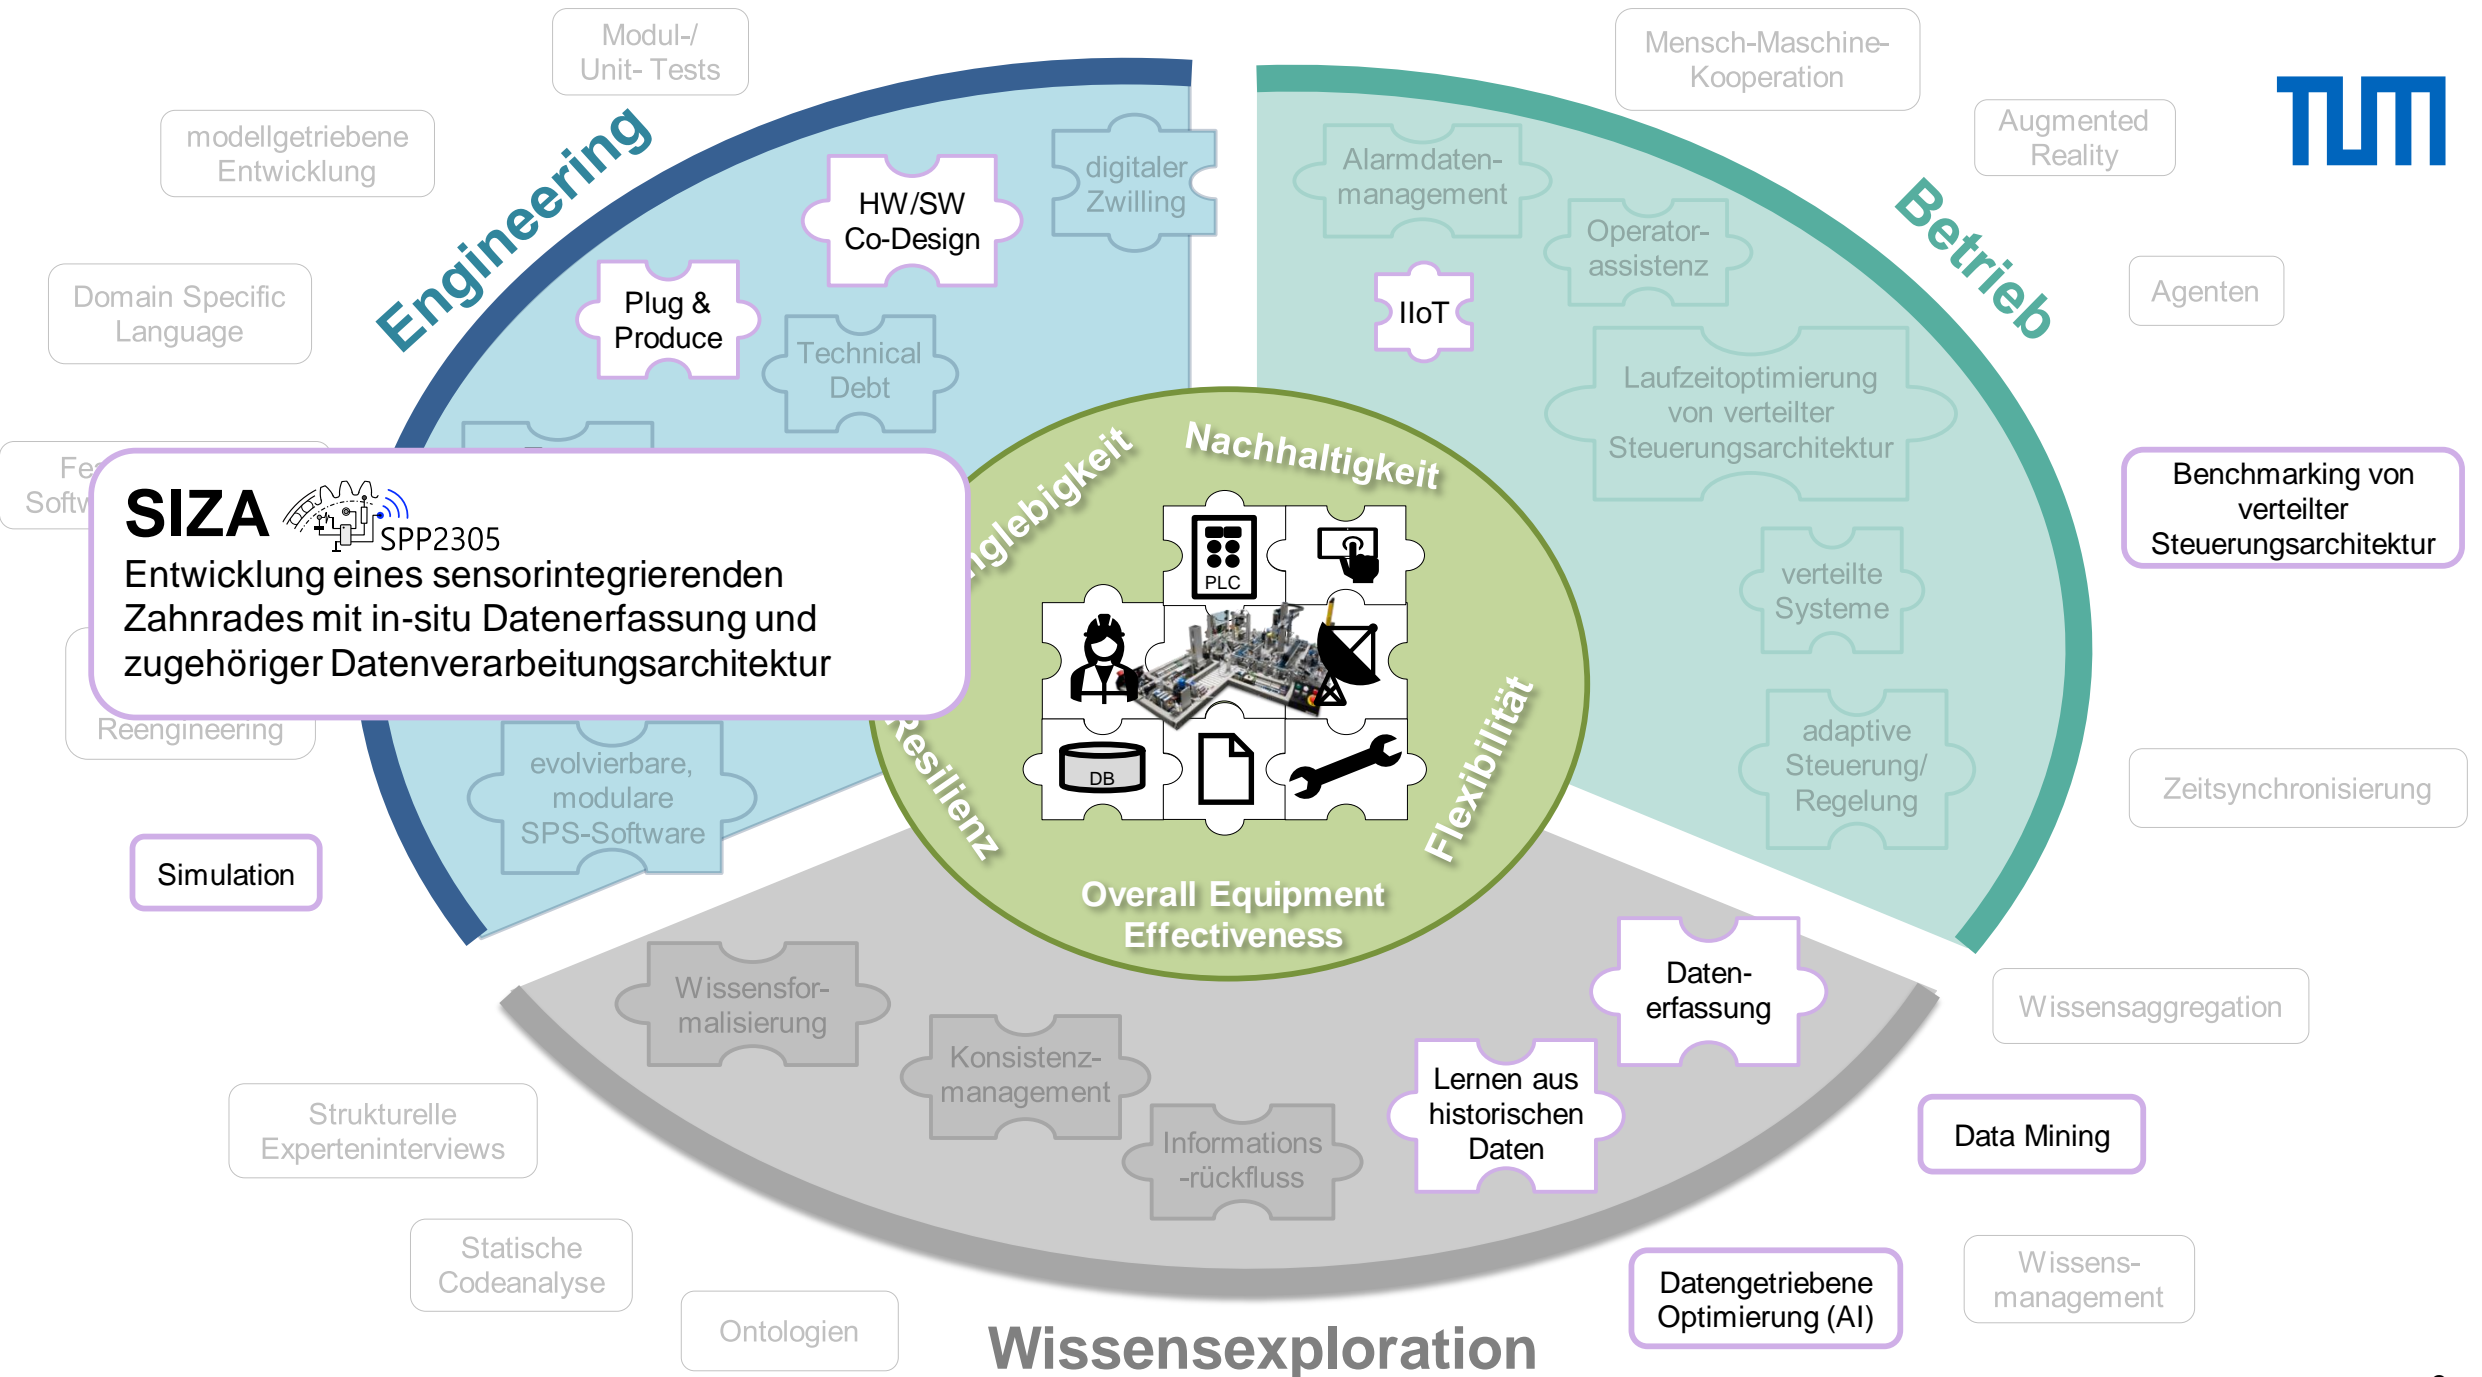 Modul-/
Unit- Tests
Mensch-Maschine-
Kooperation
modellgetriebene
Entwicklung
Augmented
Reality
TUM
Engineering
Betrieb
HW/SW
Co-Design
digitaler
Zwilling
Alarmdaten-
management
Operator-
assistenz
Domain Specific
Language
Plug &
Produce
Technical
Debt
IIoT
Agenten
Laufzeitoptimierung
von verteilter
Steuerungsarchitektur
Nachhaltigkeit
Benchmarking von
verteilter
Steuerungsarchitektur
SIZA
SPP2305
Entwicklung eines sensorintegrierenden
Zahnrades mit in-situ Datenerfassung und
zugehöriger Datenverarbeitungsarchitektur
PLC
verteilte
Systeme
Reengineering
evolvierbare,
modulare
SPS-Software
Resilienz
DB
Flexibilität
adaptive
Steuerung/
Regelung
Zeitsynchronisierung
Simulation
Overall Equipment
Effectiveness
Wissensfor-
malisierung
Daten-
erfassung
Wissensaggregation
Konsistenz-
management
Lernen aus
historischen
Daten
Strukturelle
Experteninterviews
Informations
-rückfluss
Data Mining
Statische
Codeanalyse
Datengetriebene
Optimierung (AI)
Wissens-
management
Ontologien
Wissensexploration